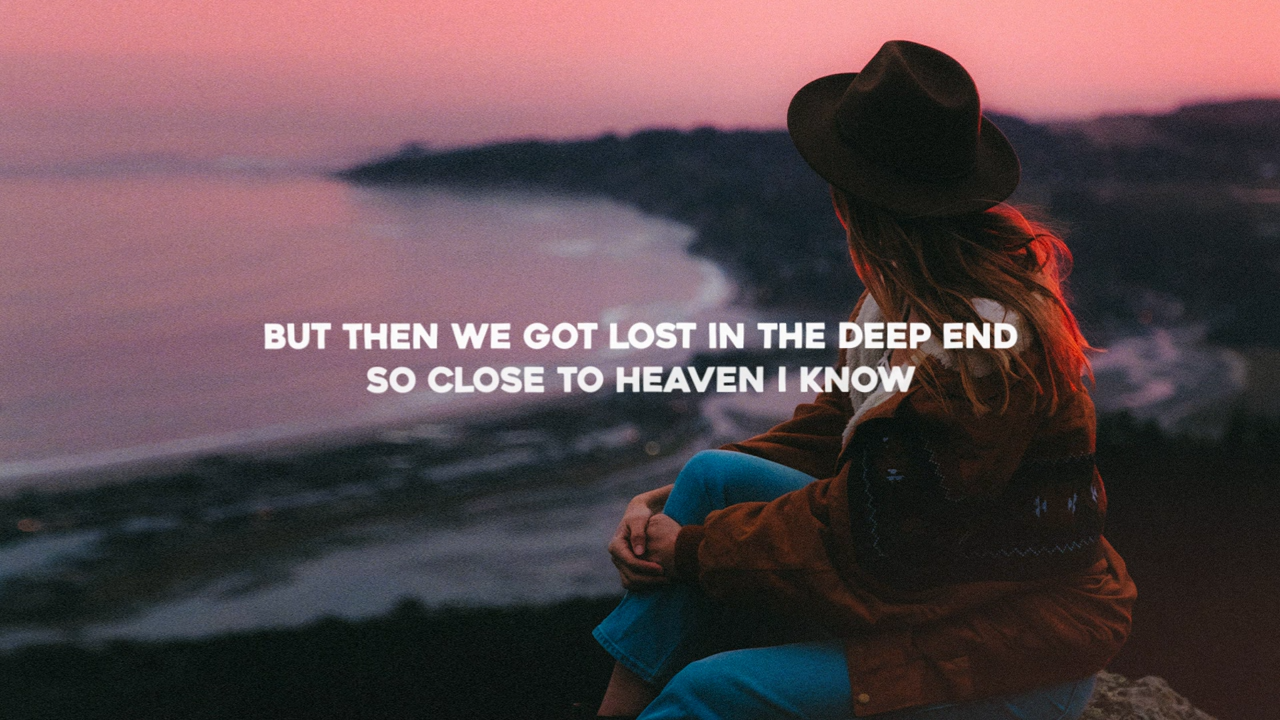 BUT THEN WE GOT LOST IN THE DEEP END
SO CLOSE TO HEAVEN I KNOW